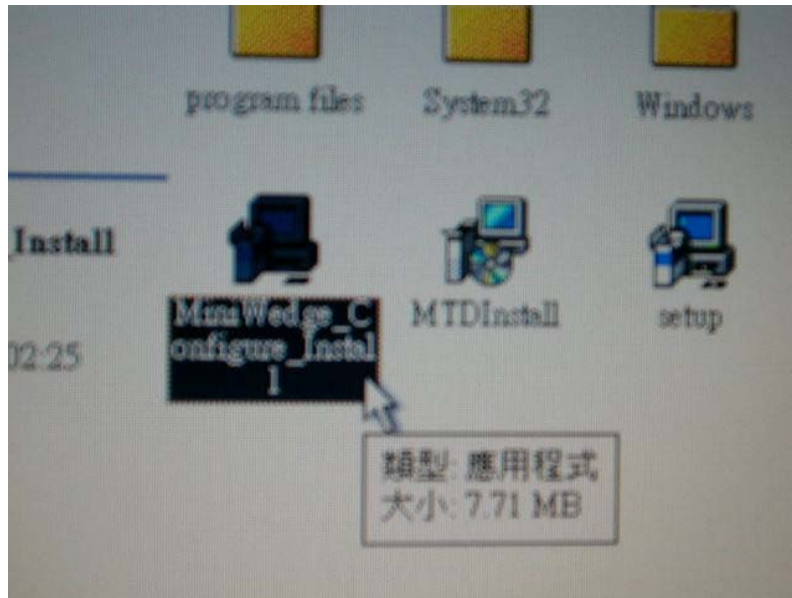 program files
System32
Windows
_Install
MiniWedge_C
onfigure_Instal
l
MTDInstall
setup
02:25
類型: 應用程式
大小: 7.71 MB